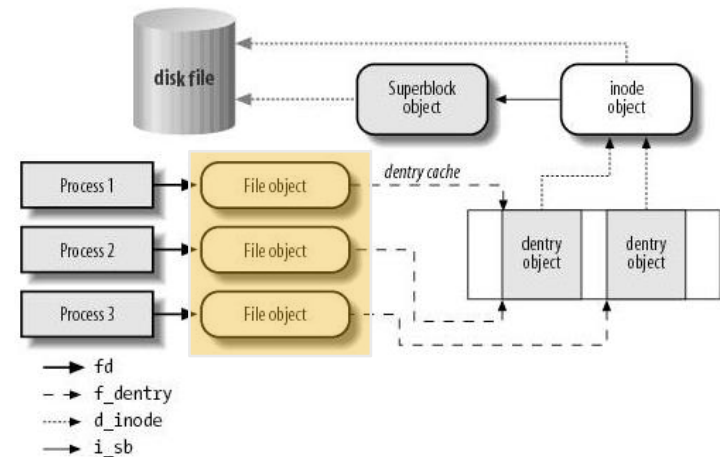 disk file
Superblock
object
inode
object
Process 1
File object
dentry cache
Process 2
File object
dentry
object
dentry
object
Process 3
File object
fd
f_dentry
d_inode
i_sb